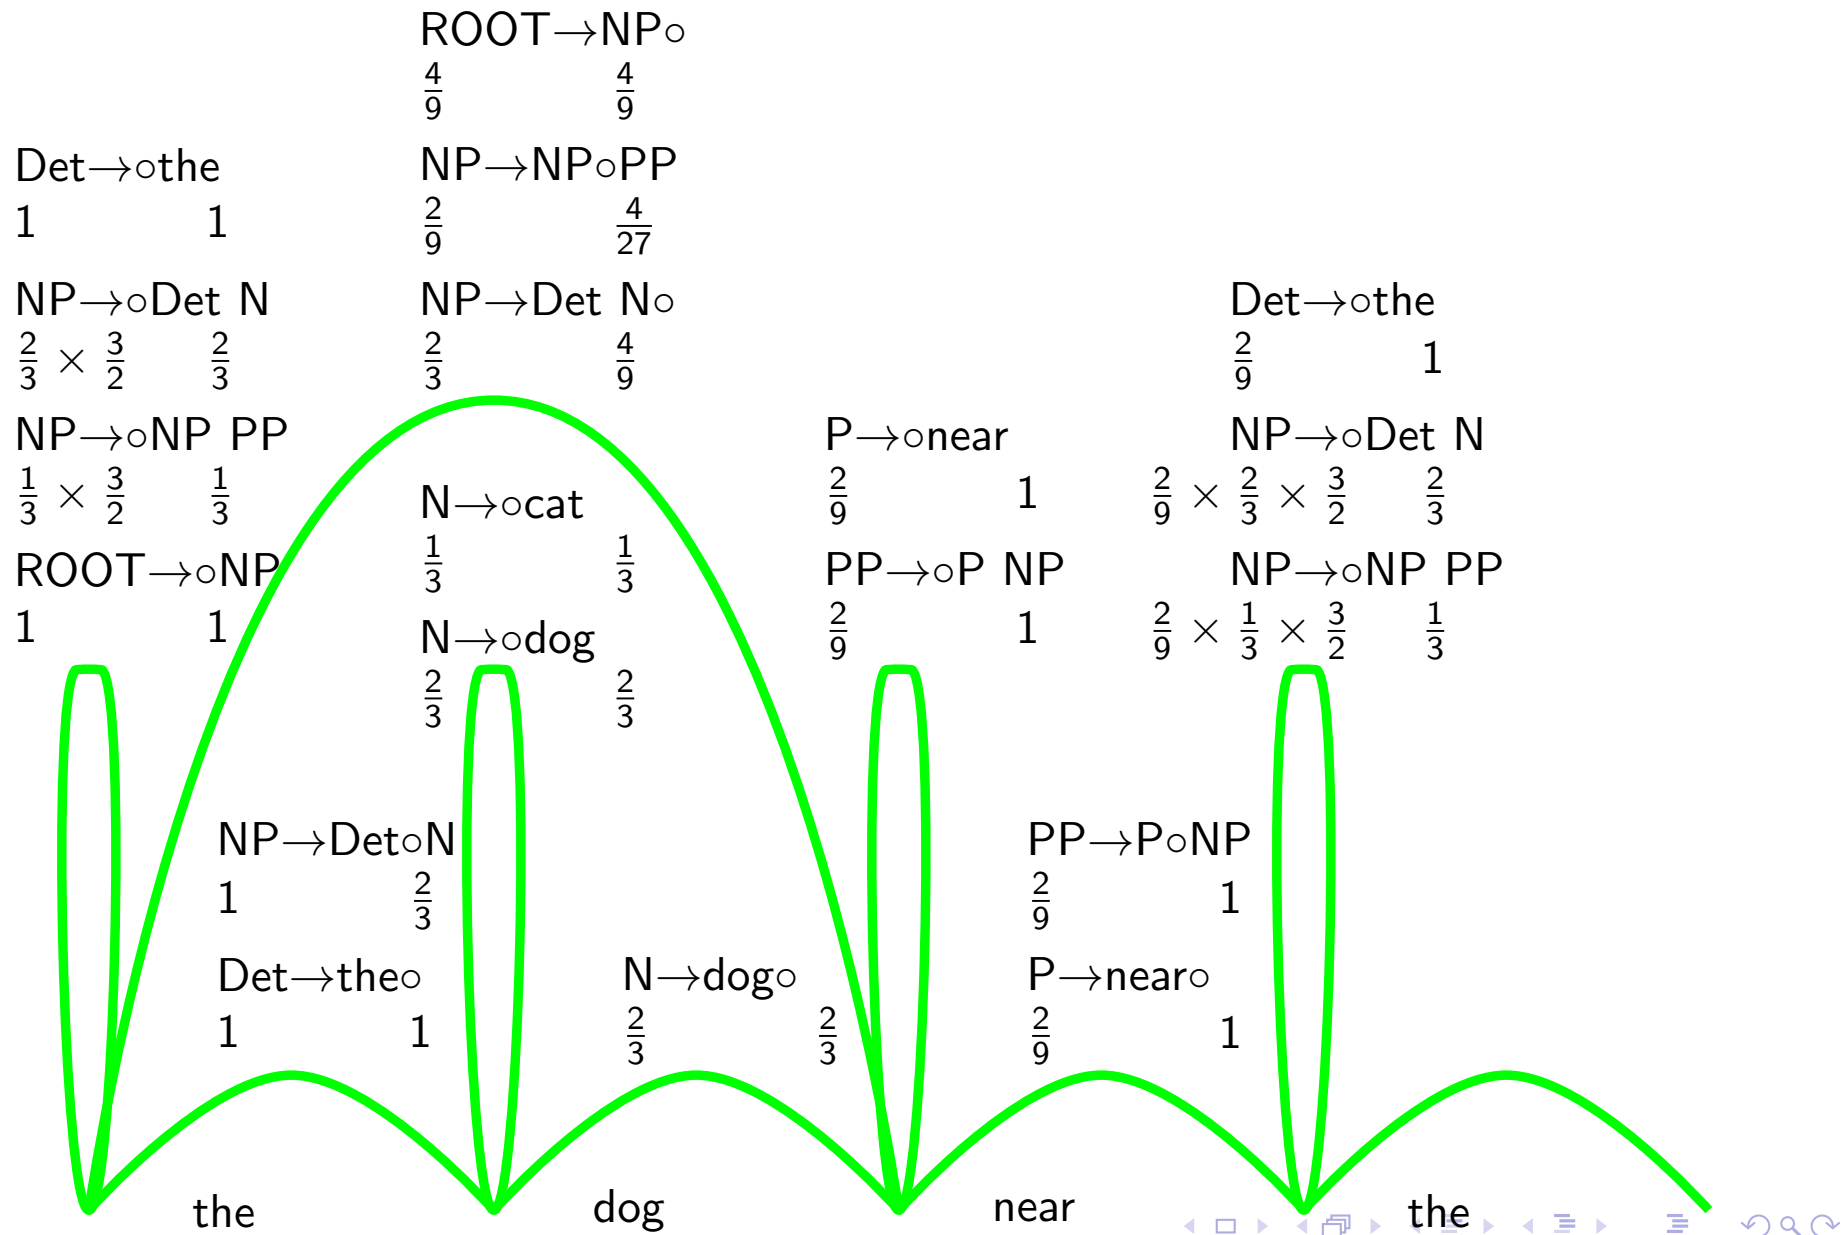 ROOT→NP∘
4/9 4/9
Det→∘the
1 1
NP→NP∘PP
2/9 4/27
NP→∘Det N
2/3 × 3/2 2/3
NP→Det N∘
2/3 4/9
Det→∘the
2/9 1
NP→∘NP PP
1/3 × 3/2 1/3
P→∘near
2/9 1
NP→∘Det N
2/9 × 2/3 × 3/2 2/3
N→∘cat
1/3 1/3
ROOT→∘NP
1 1
PP→∘P NP
2/9 1
NP→∘NP PP
2/9 × 1/3 × 3/2 1/3
N→∘dog
2/3 2/3
NP→Det∘N
1 2/3
PP→P∘NP
2/9 1
Det→the∘
1 1
N→dog∘
2/3 2/3
P→near∘
2/9 1
the dog near the